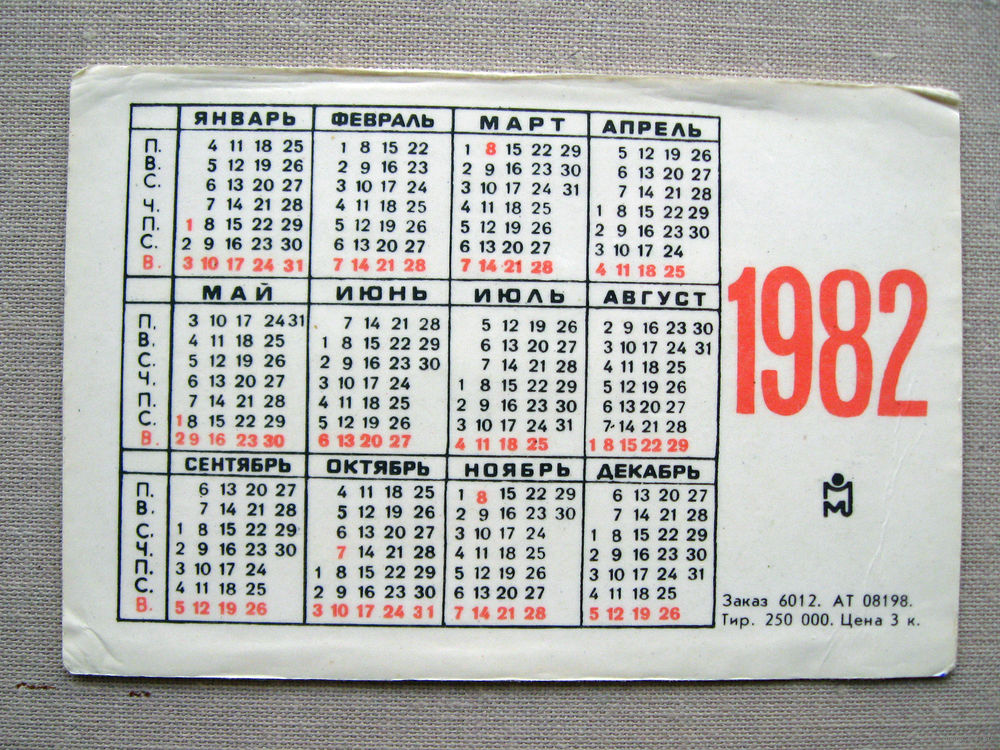 ЯНВАРЬ ФЕВРАЛЬ МАРТ АПРЕЛЬ
П. 4 11 18 25 1 8 15 22 1 8 15 22 29 5 12 19 26
В. 5 12 19 26 2 9 16 23 2 9 16 23 30 6 13 20 27
С. 6 13 20 27 3 10 17 24 3 10 17 24 31 7 14 21 28
Ч. 7 14 21 28 4 11 18 25 4 11 18 25 1 8 15 22 29
П. 1 8 15 22 29 5 12 19 26 5 12 19 26 2 9 16 23 30
С. 2 9 16 23 30 6 13 20 27 6 13 20 27 3 10 17 24
В. 3 10 17 24 31 7 14 21 28 7 14 21 28 4 11 18 25
МАЙ ИЮНЬ ИЮЛЬ АВГУСТ
П. 3 10 17 24 31 7 14 21 28 5 12 19 26 2 9 16 23 30
В. 4 11 18 25 1 8 15 22 29 6 13 20 27 3 10 17 24 31
С. 5 12 19 26 2 9 16 23 30 7 14 21 28 4 11 18 25
Ч. 6 13 20 27 3 10 17 24 1 8 15 22 29 5 12 19 26
П. 7 14 21 28 4 11 18 25 2 9 16 23 30 6 13 20 27
С. 1 8 15 22 29 5 12 19 26 3 10 17 24 31 7 14 21 28
В. 2 9 16 23 30 6 13 20 27 4 11 18 25 1 8 15 22 29
1982
СЕНТЯБРЬ ОКТЯБРЬ НОЯБРЬ ДЕКАБРЬ
П. 6 13 20 27 4 11 18 25 1 8 15 22 29 6 13 20 27
В. 7 14 21 28 5 12 19 26 2 9 16 23 30 7 14 21 28
С. 1 8 15 22 29 6 13 20 27 3 10 17 24 1 8 15 22 29
Ч. 2 9 16 23 30 7 14 21 28 4 11 18 25 2 9 16 23 30
П. 3 10 17 24 1 8 15 22 29 5 12 19 26 3 10 17 24 31
С. 4 11 18 25 2 9 16 23 30 6 13 20 27 4 11 18 25
В. 5 12 19 26 3 10 17 24 31 7 14 21 28 5 12 19 26
Заказ 6012. АТ 08198.
Тир. 250 000. Цена 3 к.